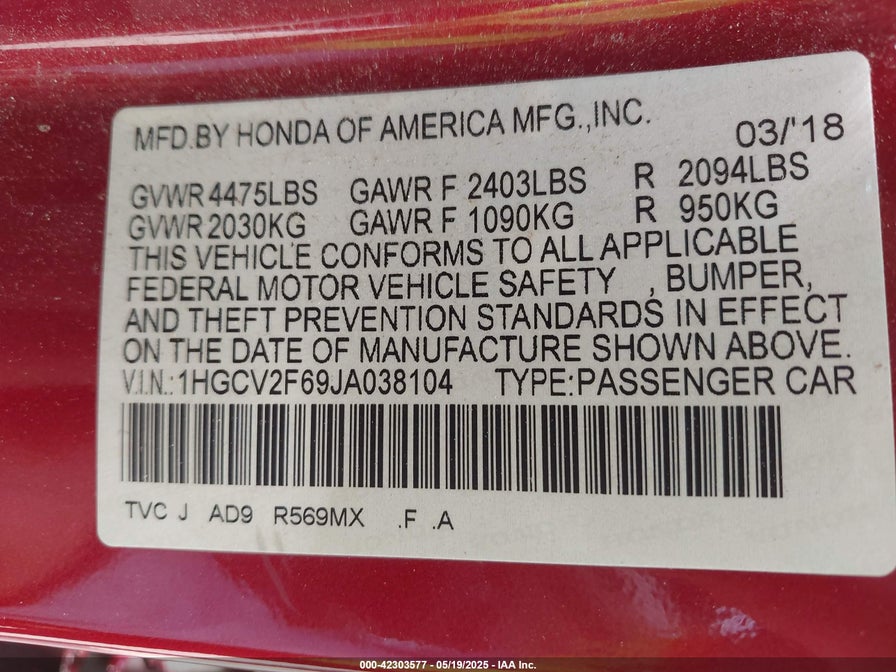 MFD.BY HONDA OF AMERICA MFG.,INC.
03/'18
GVWR 4475LBS GAWR F 2403LBS R 2094LBS
GVWR 2030KG GAWR F 1090KG R 950KG
THIS VEHICLE CONFORMS TO ALL APPLICABLE
FEDERAL MOTOR VEHICLE SAFETY , BUMPER,
AND THEFT PREVENTION STANDARDS IN EFFECT
ON THE DATE OF MANUFACTURE SHOWN ABOVE.
V.I.N.:1HGCV2F69JA038104 TYPE:PASSENGER CAR
TVC J AD9 R569MX .F .A
000-42303577 — 05/19/2025 — IAA Inc.